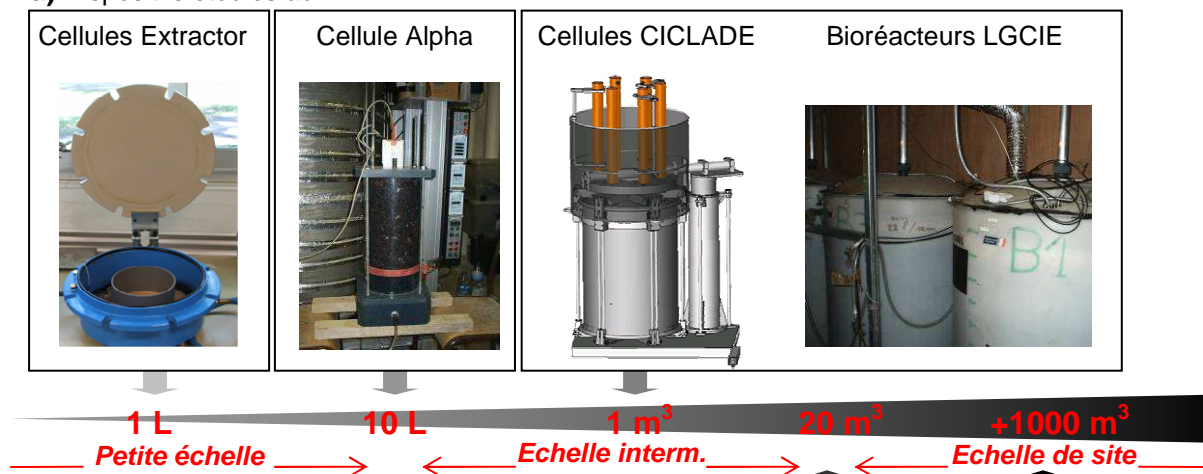 Cellules Extractor
Cellule Alpha
Cellules CICLADE
Bioréacteurs LGCIE
B1
1 L
10 L
1 m³
20 m³
+1000 m³
Petite échelle
Echelle interm.
Echelle de site